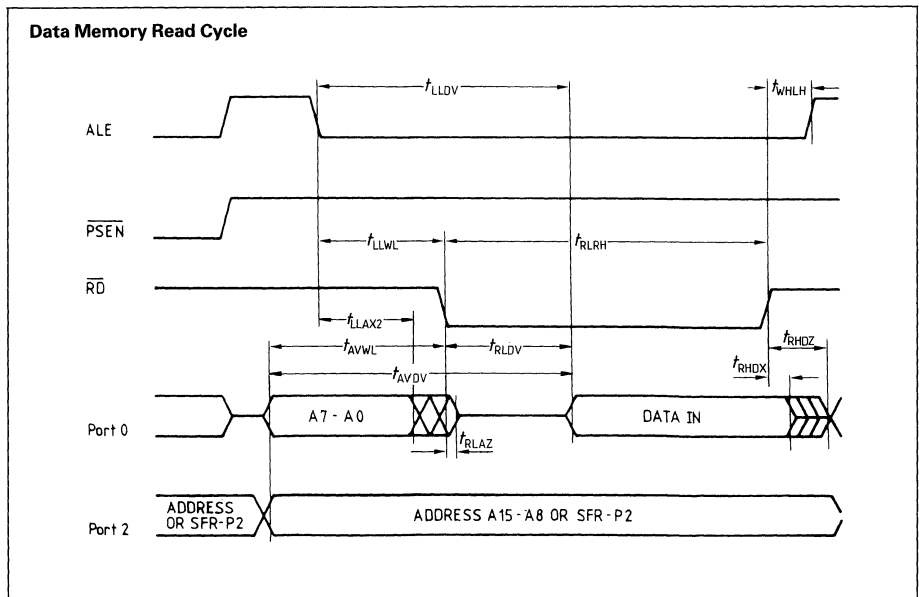 Data Memory Read Cycle
tLLDV
tWHLH
ALE
PSEN
tLLWL
tRLRH
RD
tLLAX2
tAVWL
tRLDV
tRHDZ
tAVDV
tRHDX
Port 0
A7 - A0
DATA IN
tRLAZ
ADDRESS
OR SFR-P2
Port 2
ADDRESS A15 - A8 OR SFR - P2